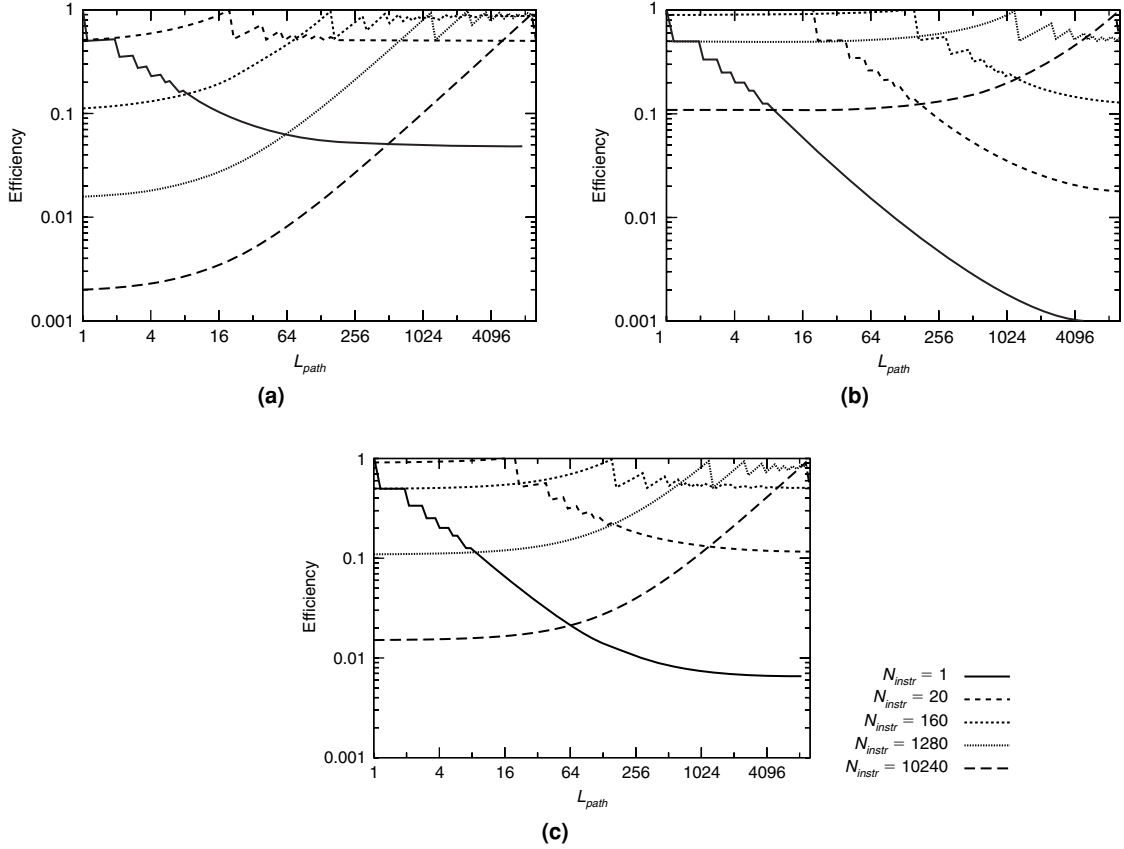 1
0.1
0.01
0.001
Efficiency
1 4 16 64 256 1024 4096
L_path
(a)
1
0.1
0.01
0.001
Efficiency
1 4 16 64 256 1024 4096
L_path
(b)
1
0.1
0.01
0.001
Efficiency
1 4 16 64 256 1024 4096
L_path
(c)
N_instr = 1
N_instr = 20
N_instr = 160
N_instr = 1280
N_instr = 10240